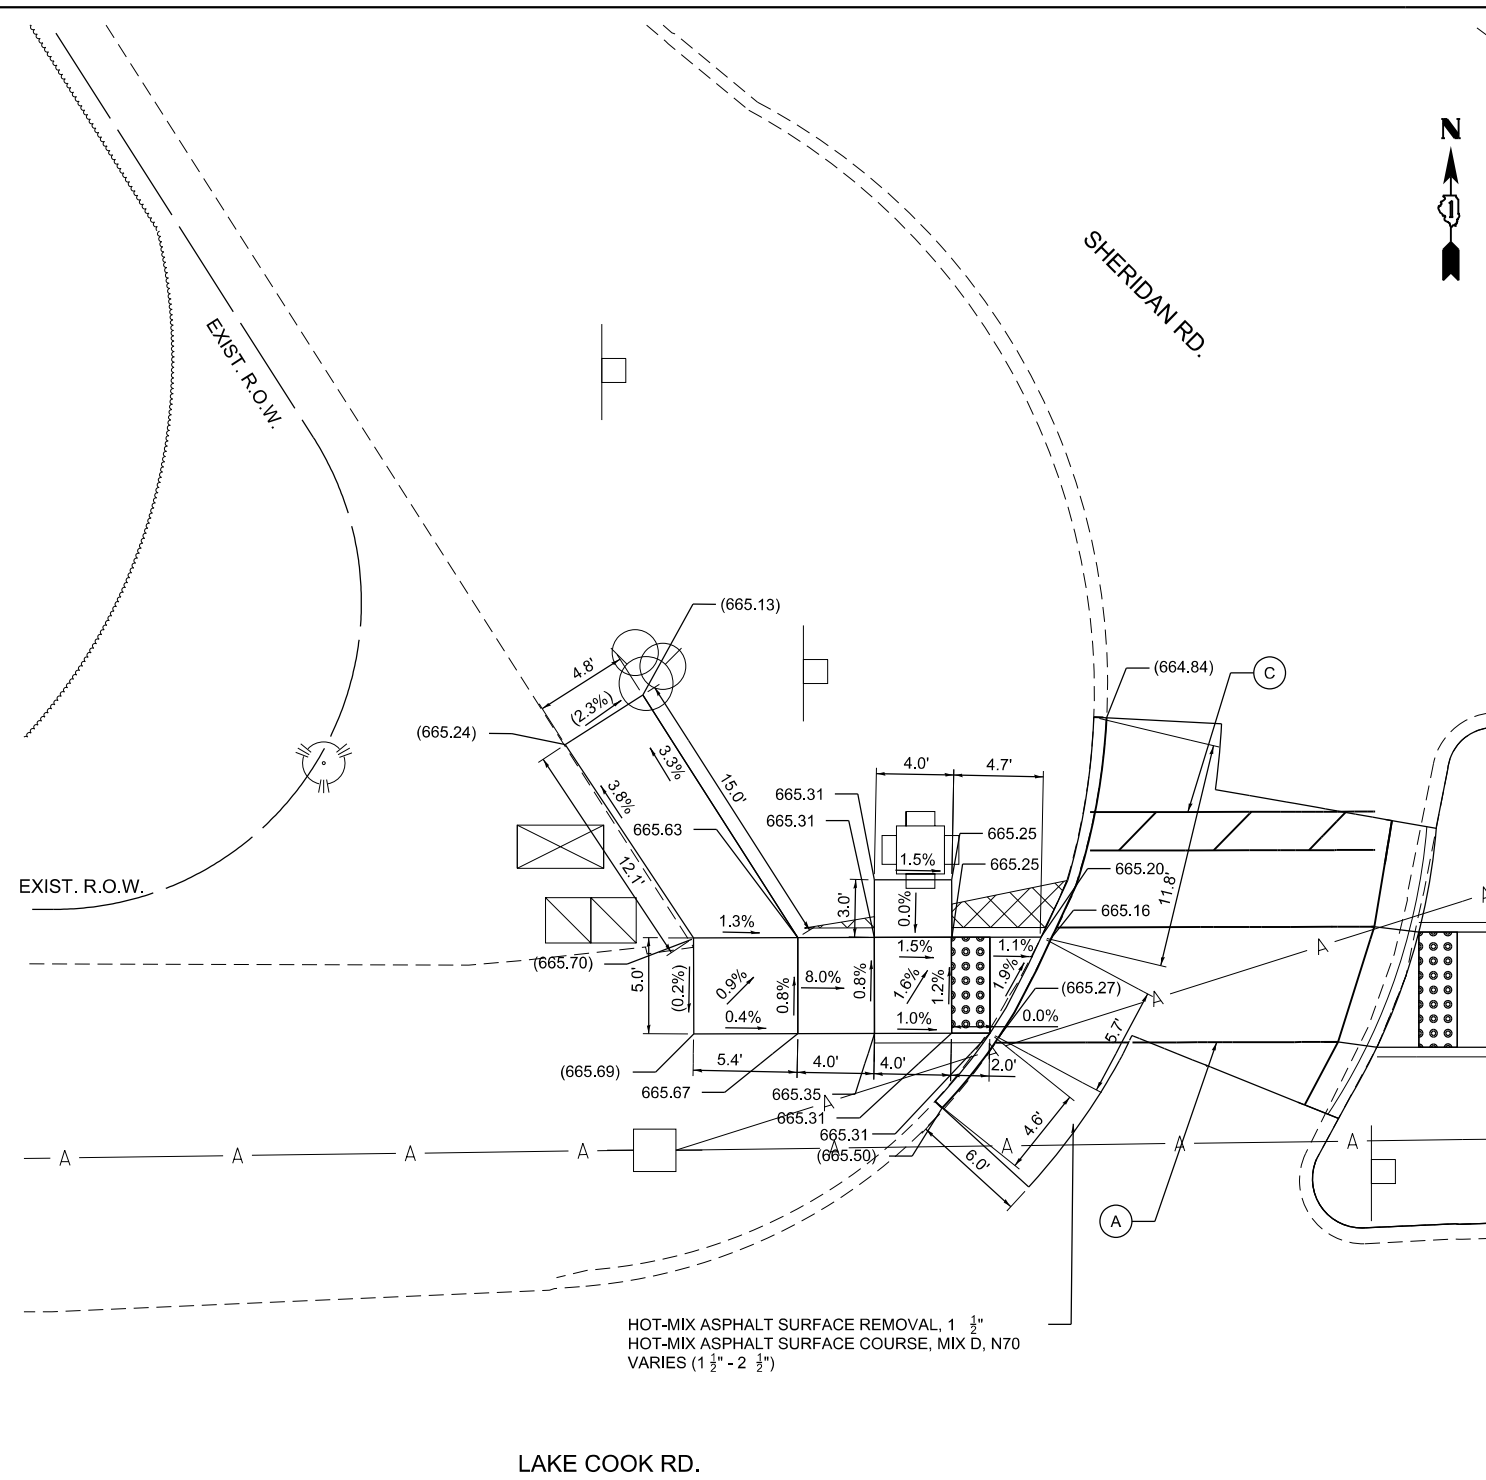 N
1
SHERIDAN RD.
EXIST. R.O.W.
(665.13)
4.8'
(2.3%)
(664.84)
C
(665.24)
3.3%
15.0'
4.0'
4.7'
3.8%
665.31
665.31
665.63
665.25
1.5%
665.25
12.1'
665.20
11.8'
EXIST. R.O.W.
3.0'
0.0%
665.16
1.3%
1.5%
1.1%
A
(665.70)
5.0'
(0.2%)
0.9%
0.8%
8.0%
0.8%
1.6%
1.2%
1.9%
(665.27)
A
0.4%
1.0%
0.0%
5.7'
A
5.4'
4.0'
4.0'
2.0'
(665.69)
665.67
665.35
A
665.31
4.6'
665.31
A
A
A
A
A
A
A
A
(665.50)
6.0'
A
HOT-MIX ASPHALT SURFACE REMOVAL, 1 1/2"
HOT-MIX ASPHALT SURFACE COURSE, MIX D, N70
VARIES (1 1/2" - 2 1/2")
LAKE COOK RD.